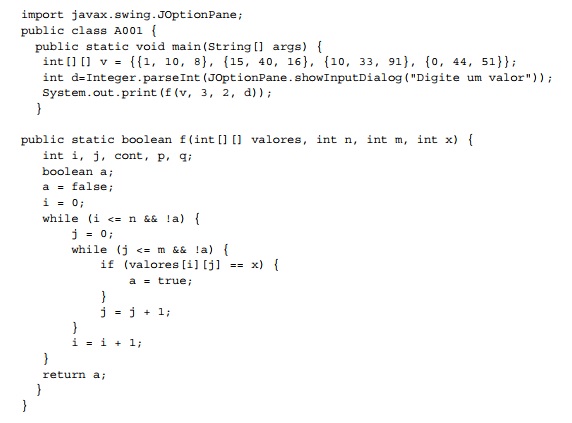 import javax.swing.JOptionPane;
public class A001 {
public static void main(String[] args) {
int[][] v = {{1, 10, 8}, {15, 40, 16}, {10, 33, 91}, {0, 44, 51}};
int d=Integer.parseInt(JOptionPane.showInputDialog("Digite um valor"));
System.out.print(f(v, 3, 2, d));
}
public static boolean f(int[][] valores, int n, int m, int x) {
int i, j, cont, p, q;
boolean a;
a = false;
i = 0;
while (i <= n && !a) {
j = 0;
while (j <= m && !a) {
if (valores[i][j] == x) {
a = true;
}
j = j + 1;
}
i = i + 1;
}
return a;
}
}